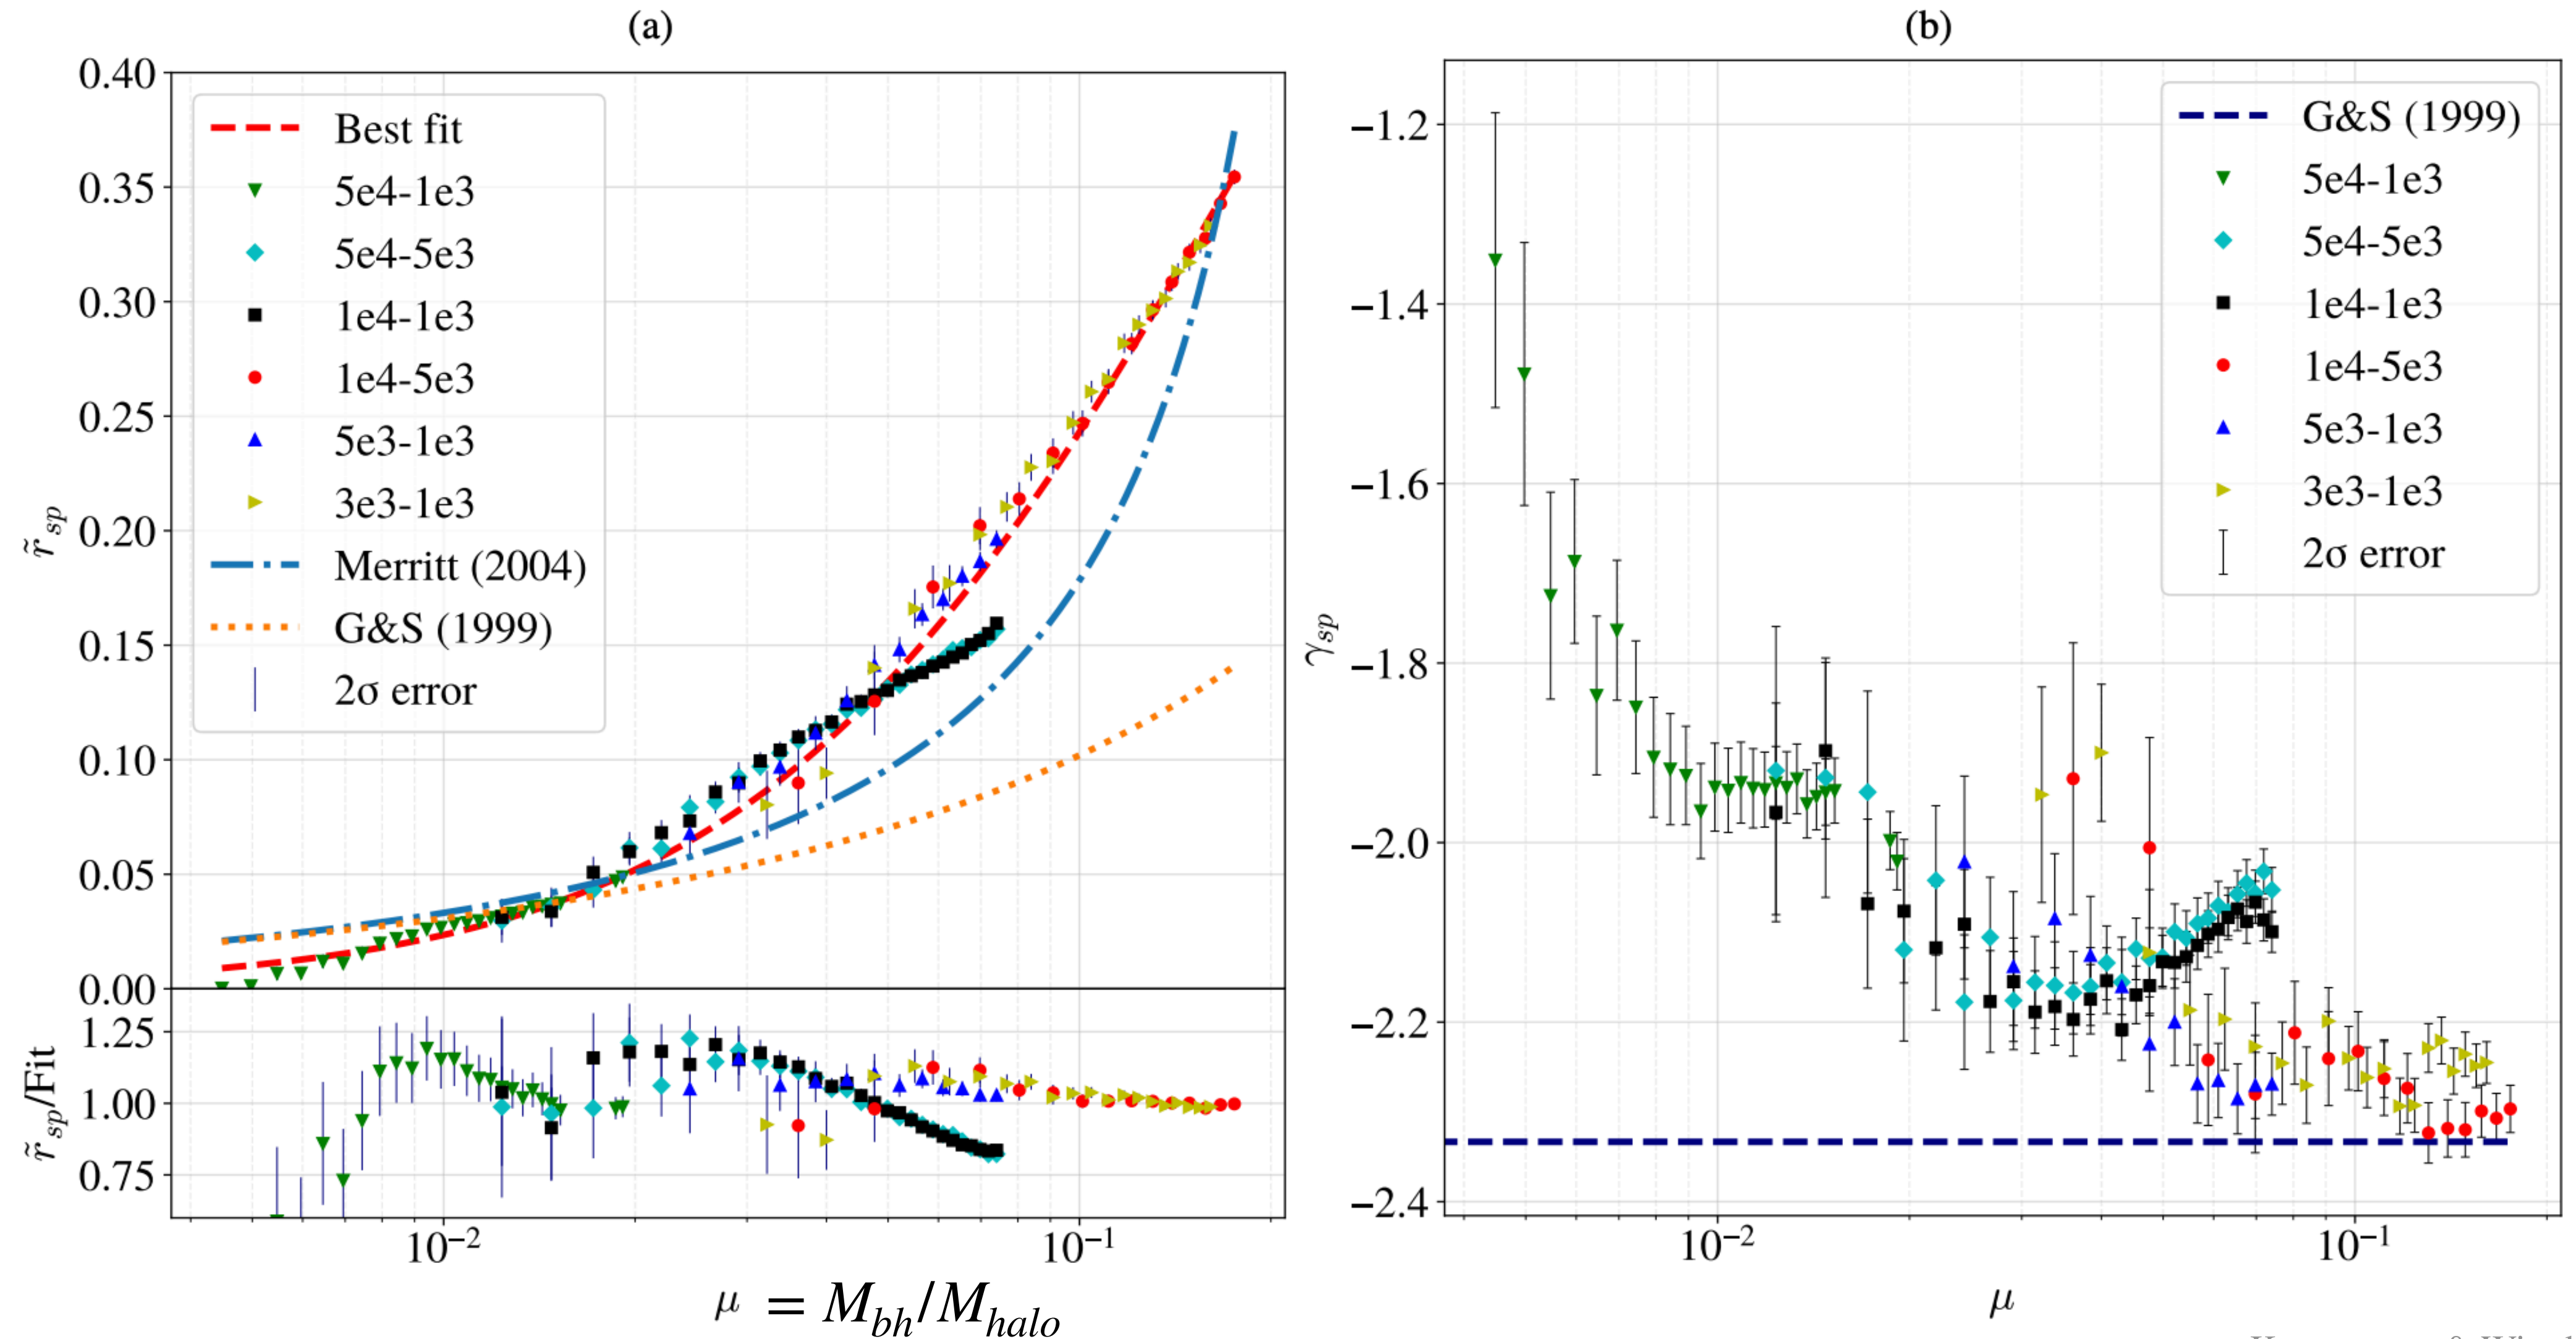 (a)
0.40
0.35
0.30
0.25
0.20
0.15
0.10
0.05
0.00
r̃ₛₚ
Best fit
5e4-1e3
5e4-5e3
1e4-1e3
1e4-5e3
5e3-1e3
3e3-1e3
Merritt (2004)
G&S (1999)
2σ error
1.25
1.00
0.75
r̃ₛₚ/Fit
10⁻²
10⁻¹
μ = M_bh/M_halo
(b)
−1.2
−1.4
−1.6
−1.8
−2.0
−2.2
−2.4
γₛₚ
G&S (1999)
5e4-1e3
5e4-5e3
1e4-1e3
1e4-5e3
5e3-1e3
3e3-1e3
2σ error
10⁻²
10⁻¹
μ